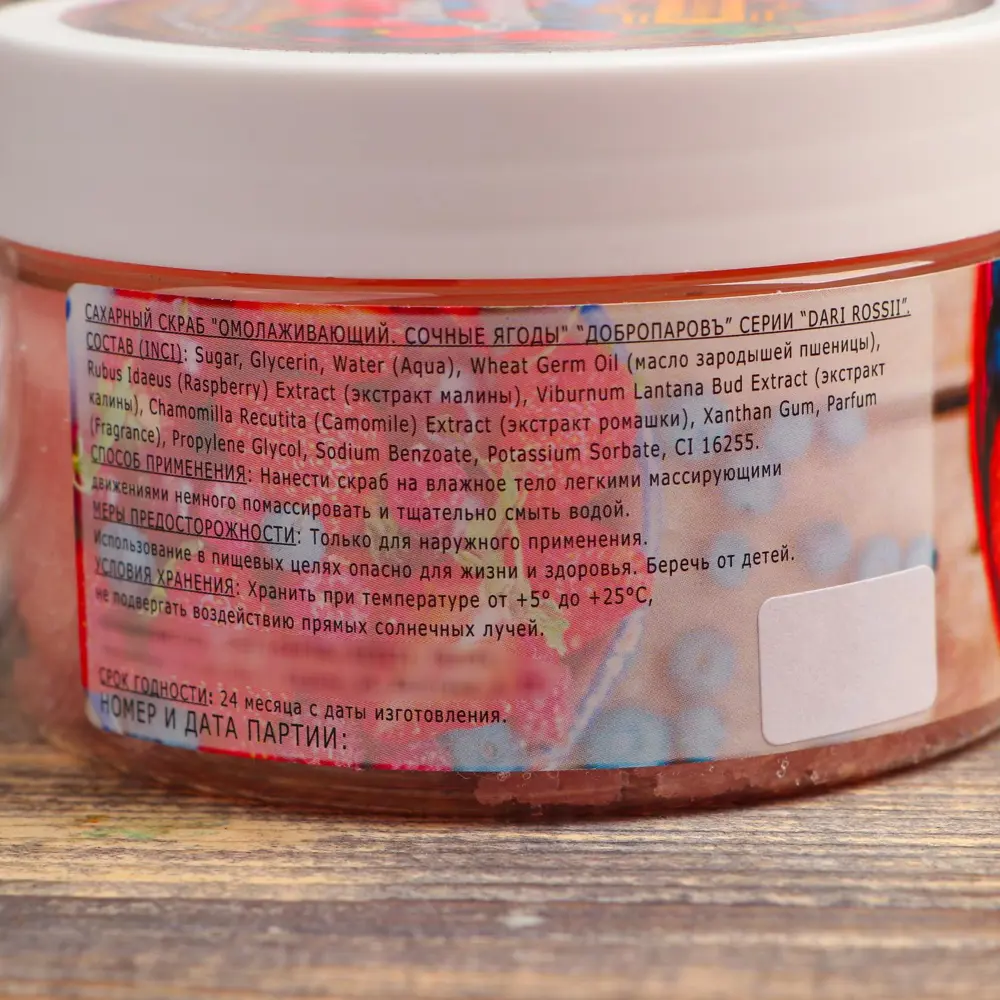 САХАРНЫЙ СКРАБ "ОМОЛАЖИВАЮЩИЙ. СОЧНЫЕ ЯГОДЫ" "ДОБРОПАРОВЪ” СЕРИИ “DARI ROSSII”.
СОСТАВ (INCI): Sugar, Glycerin, Water (Aqua), Wheat Germ Oil (масло зародышей пшеницы),
Rubus Idaeus (Raspberry) Extract (экстракт малины), Viburnum Lantana Bud Extract (экстракт
калины), Chamomilla Recutita (Camomile) Extract (экстракт ромашки), Xanthan Gum, Parfum
(Fragrance), Propylene Glycol, Sodium Benzoate, Potassium Sorbate, CI 16255.
СПОСОБ ПРИМЕНЕНИЯ: Нанести скраб на влажное тело легкими массирующими
движениями немного помассировать и тщательно смыть водой.
МЕРЫ ПРЕДОСТОРОЖНОСТИ: Только для наружного применения.
Использование в пищевых целях опасно для жизни и здоровья. Беречь от детей.
УСЛОВИЯ ХРАНЕНИЯ: Хранить при температуре от +5° до +25°С,
не подвергать воздействию прямых солнечных лучей.
СРОК ГОДНОСТИ: 24 месяца с даты изготовления.
НОМЕР И ДАТА ПАРТИИ: